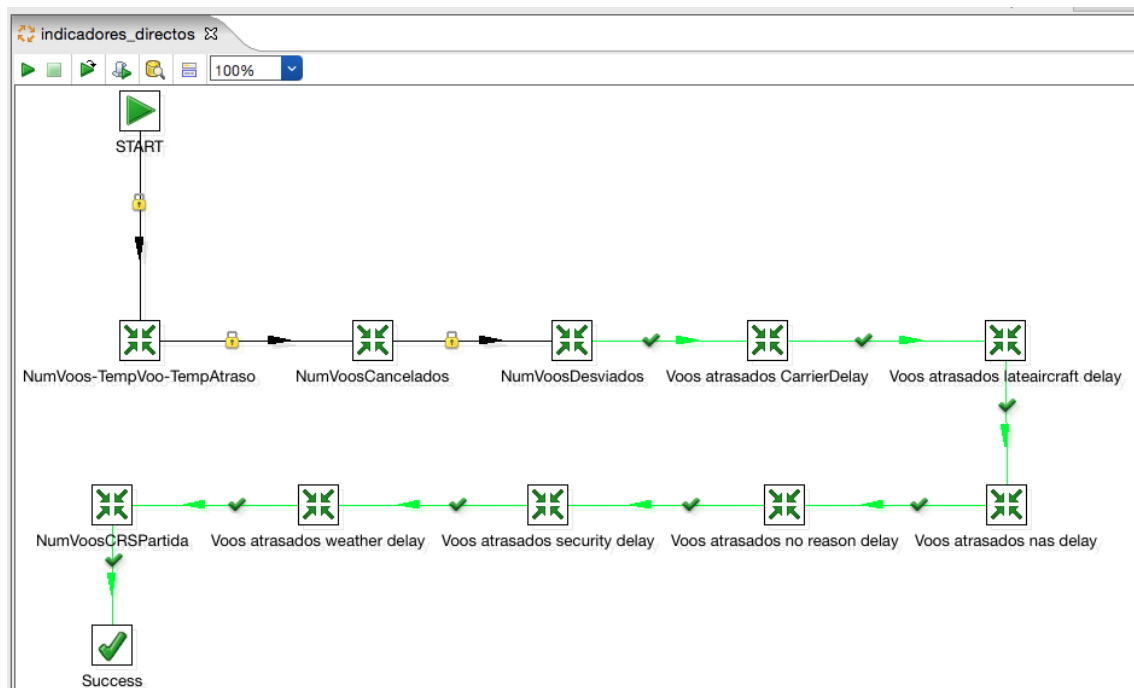 indicadores_directos
100%
START
NumVoos-TempVoo-TempAtraso
NumVoosCancelados
NumVoosDesviados
Voos atrasados CarrierDelay
Voos atrasados lateaircraft delay
NumVoosCRSPartida
Voos atrasados weather delay
Voos atrasados security delay
Voos atrasados no reason delay
Voos atrasados nas delay
Success